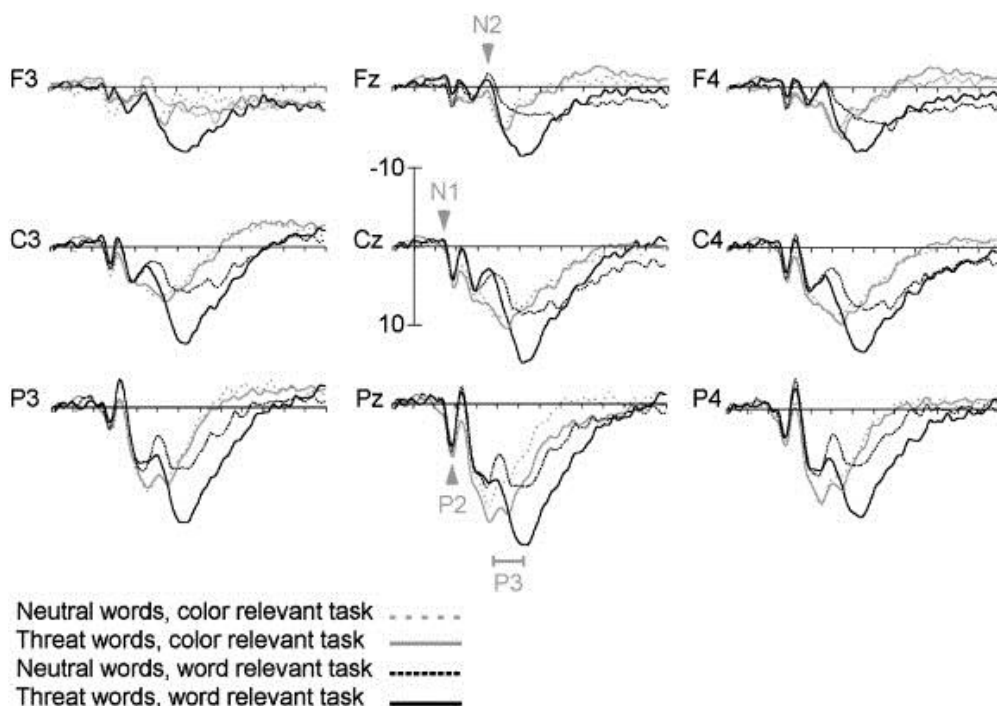 N2
F3 Fz F4
-10
N1
C3 Cz C4
10
P3 Pz P4
P2
P3
Neutral words, color relevant task
Threat words, color relevant task
Neutral words, word relevant task
Threat words, word relevant task